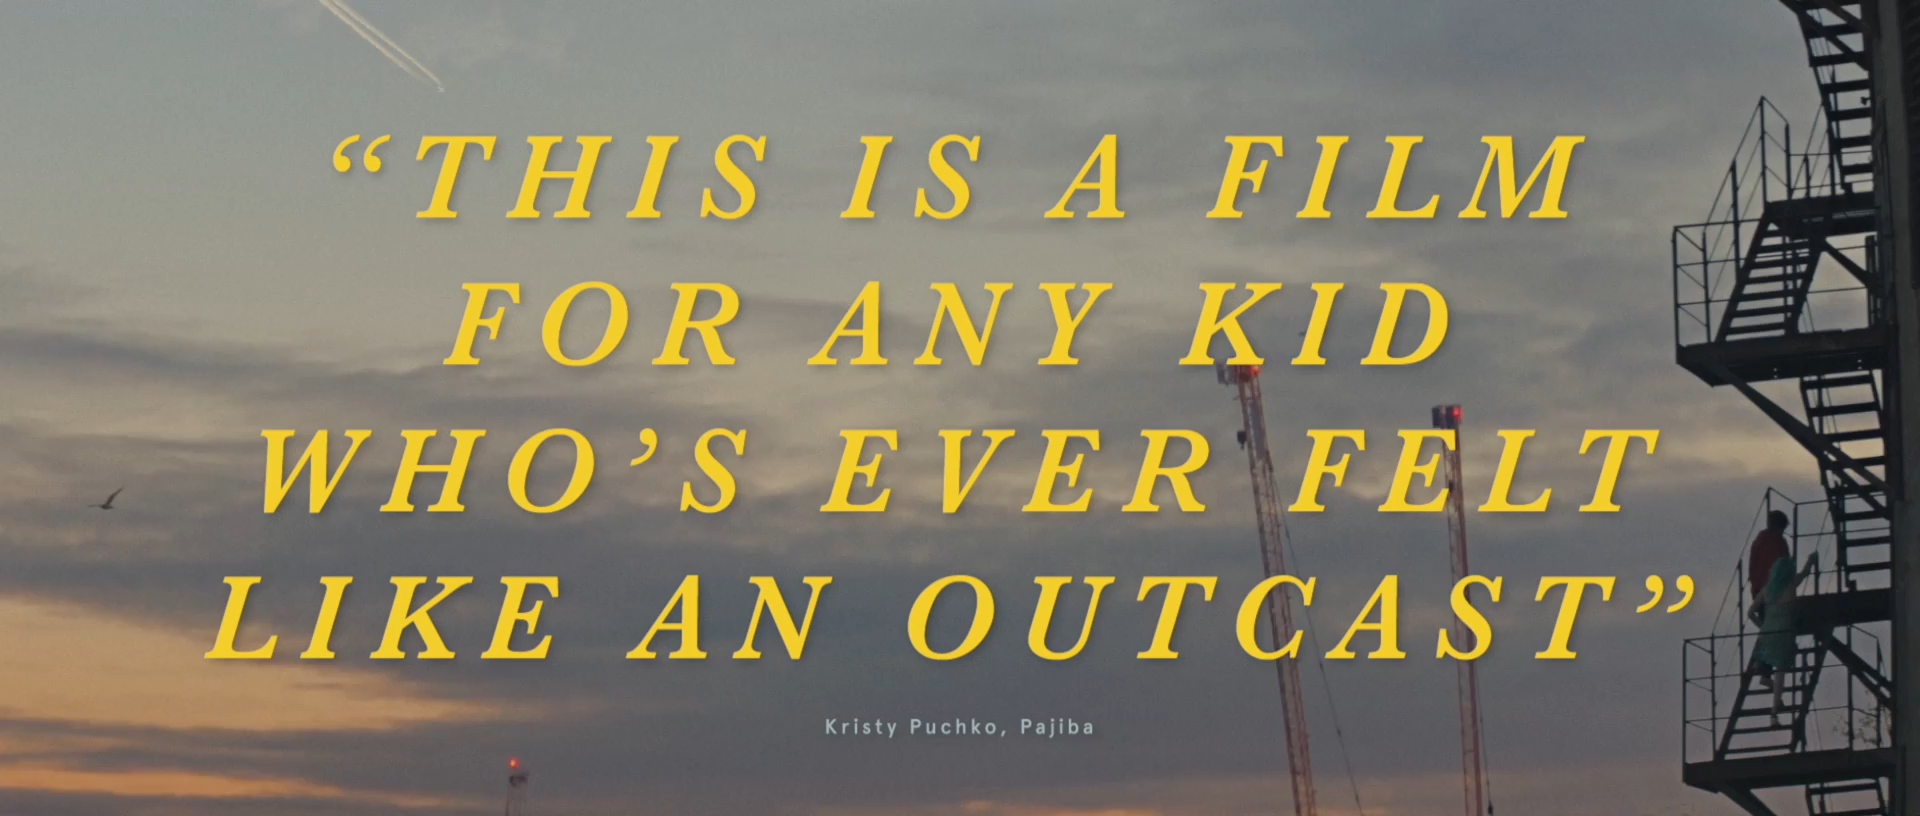 “THIS IS A FILM
FOR ANY KID
WHO’S EVER FELT
LIKE AN OUTCAST”
Kristy Puchko, Pajiba